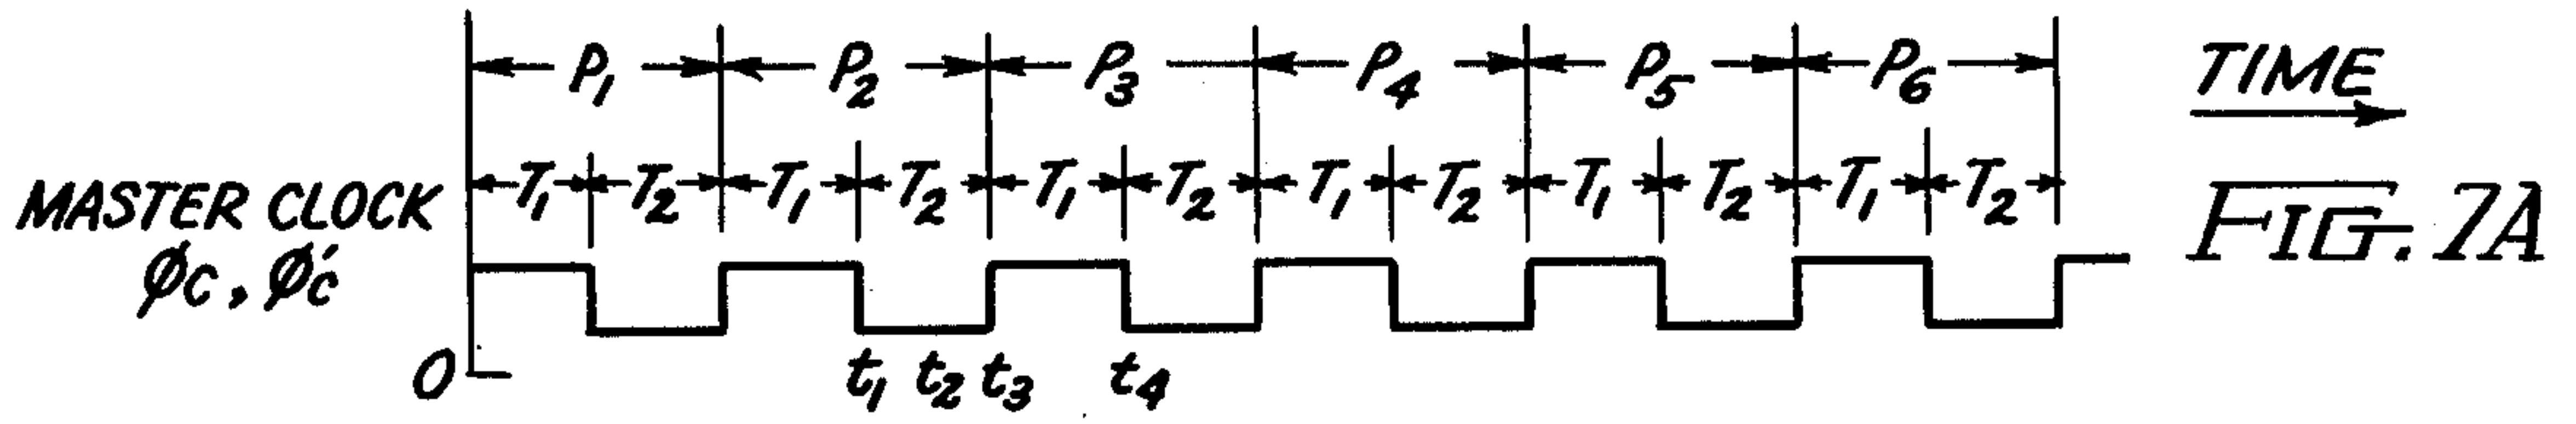 P1 P2 P3 P4 P5 P6 TIME
T1 T2 T1 T2 T1 T2 T1 T2 T1 T2 T1 T2
MASTER CLOCK
φC, φ'C
FIG. 7A
0
t1 t2 t3 t4